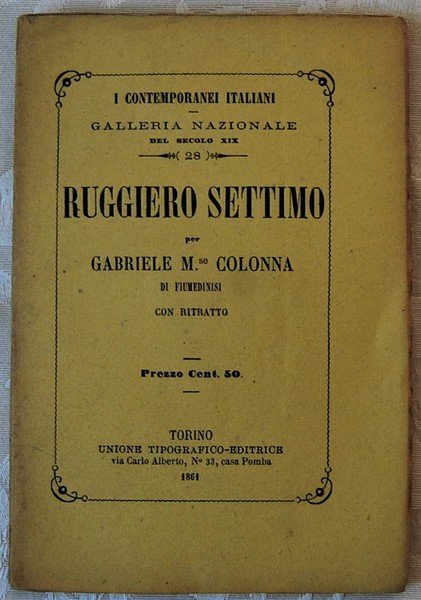 I CONTEMPORANEI ITALIANI
GALLERIA NAZIONALE
DEL SECOLO XIX
( 28 )
RUGGIERO SETTIMO
per
GABRIELE M.se COLONNA
DI FIUMEDINISI
CON RITRATTO
Prezzo Cent. 50.
TORINO
UNIONE TIPOGRAFICO-EDITRICE
via Carlo Alberto, No 33, casa Pomba
1861